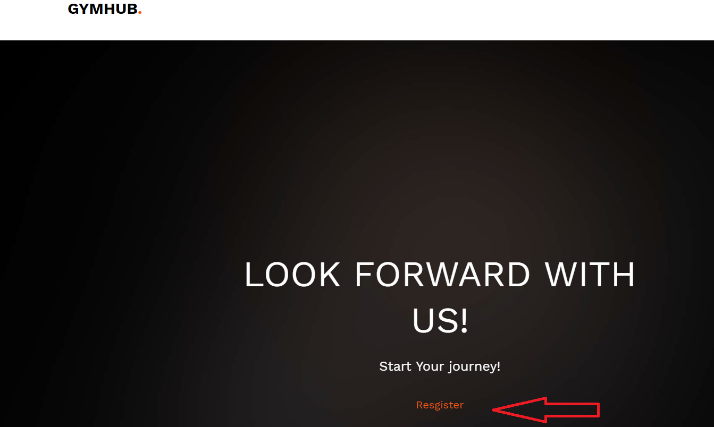 GYMHUB.
LOOK FORWARD WITH
US!
Start Your journey!
Resgister